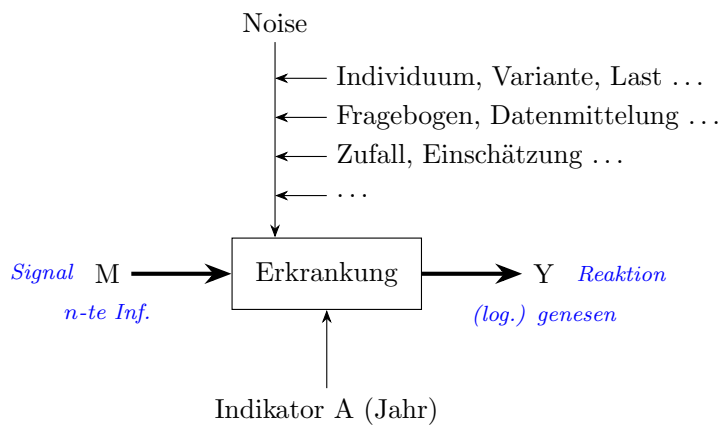 Noise
Individuum, Variante, Last ...
Fragebogen, Datenmittelung ...
Zufall, Einschätzung ...
...
Signal M Erkrankung Y Reaktion
n-te Inf. (log.) genesen
Indikator A (Jahr)